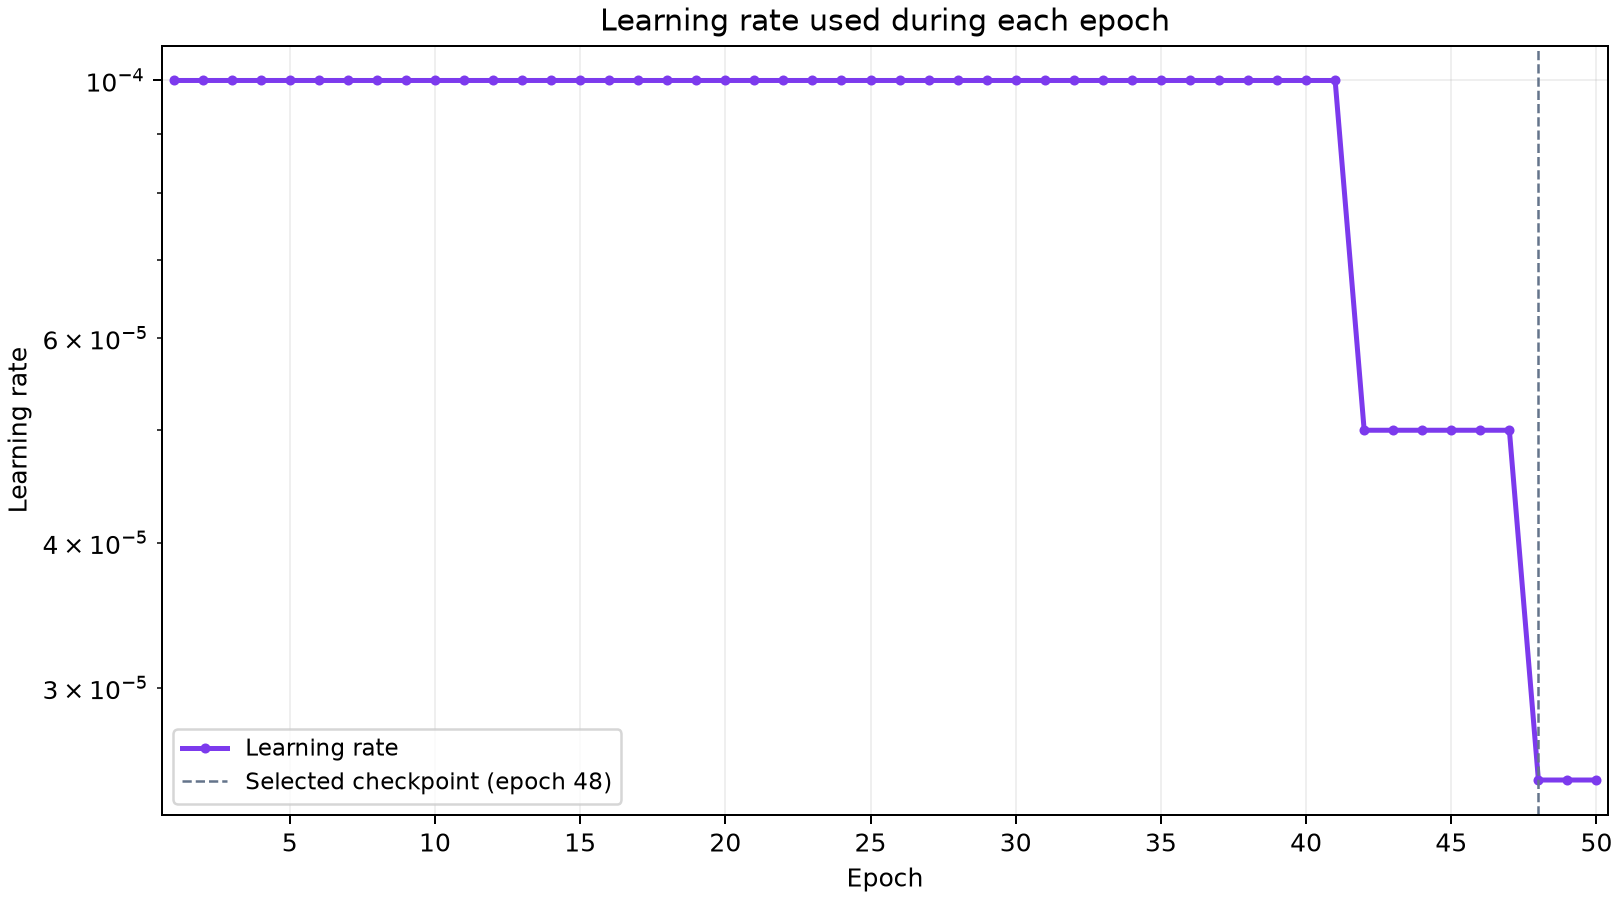 Learning rate used during each epoch
Learning rate
10⁻⁴
6 × 10⁻⁵
4 × 10⁻⁵
3 × 10⁻⁵
Learning rate
Selected checkpoint (epoch 48)
5 10 15 20 25 30 35 40 45 50
Epoch